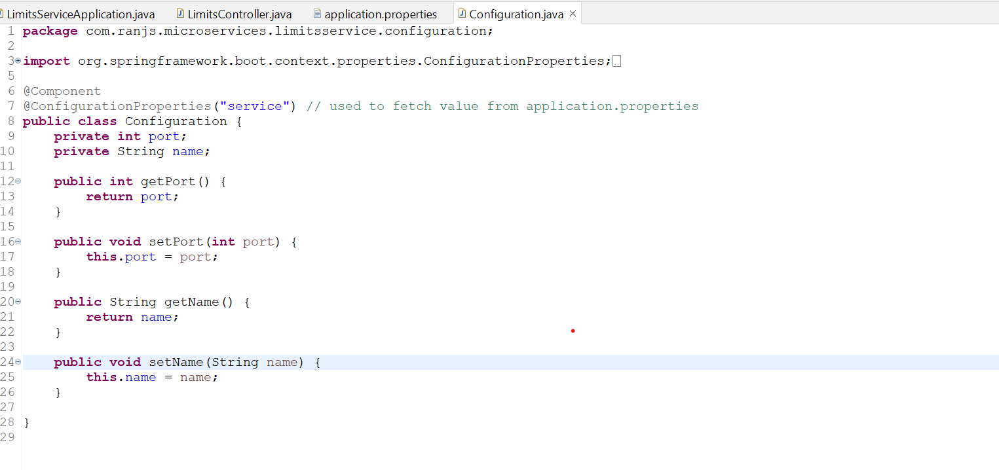 LimitsServiceApplication.java LimitsController.java application.properties Configuration.java
1 package com.ranjs.microservices.limitsservice.configuration;
2
3 import org.springframework.boot.context.properties.ConfigurationProperties;
5
6 @Component
7 @ConfigurationProperties("service") // used to fetch value from application.properties
8 public class Configuration {
9 private int port;
10 private String name;
11
12 public int getPort() {
13 return port;
14 }
15
16 public void setPort(int port) {
17 this.port = port;
18 }
19
20 public String getName() {
21 return name;
22 }
23
24 public void setName(String name) {
25 this.name = name;
26 }
27
28 }
29